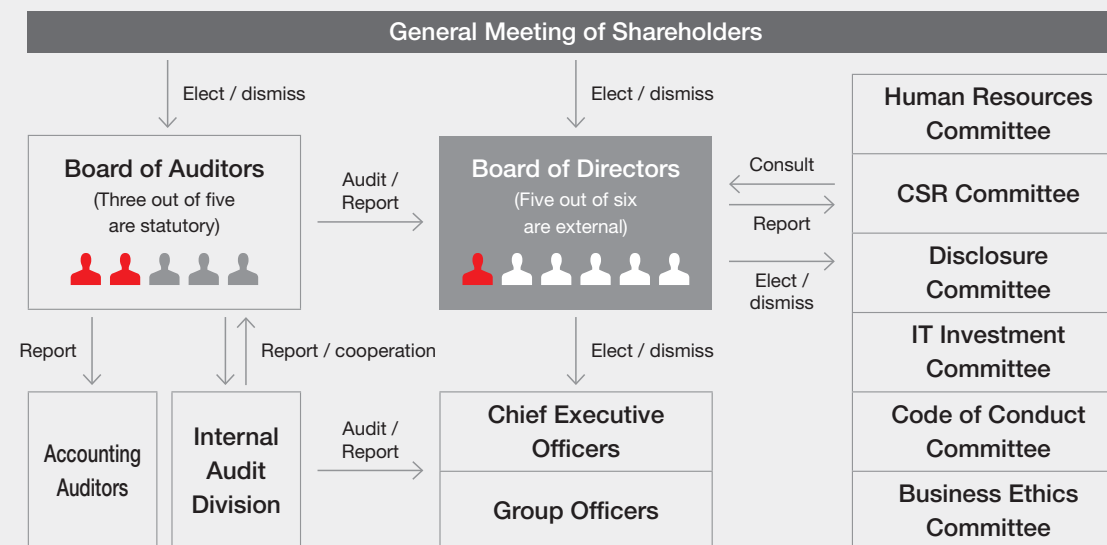 General Meeting of Shareholders
Elect / dismiss
Elect / dismiss
Board of Auditors
(Three out of five
are statutory)
Audit /
Report
Board of Directors
(Five out of six
are external)
Consult
Report
Elect /
dismiss
Human Resources
Committee
CSR Committee
Disclosure
Committee
IT Investment
Committee
Code of Conduct
Committee
Business Ethics
Committee
Report
Report / cooperation
Elect / dismiss
Accounting
Auditors
Internal
Audit
Division
Audit /
Report
Chief Executive
Officers
Group Officers